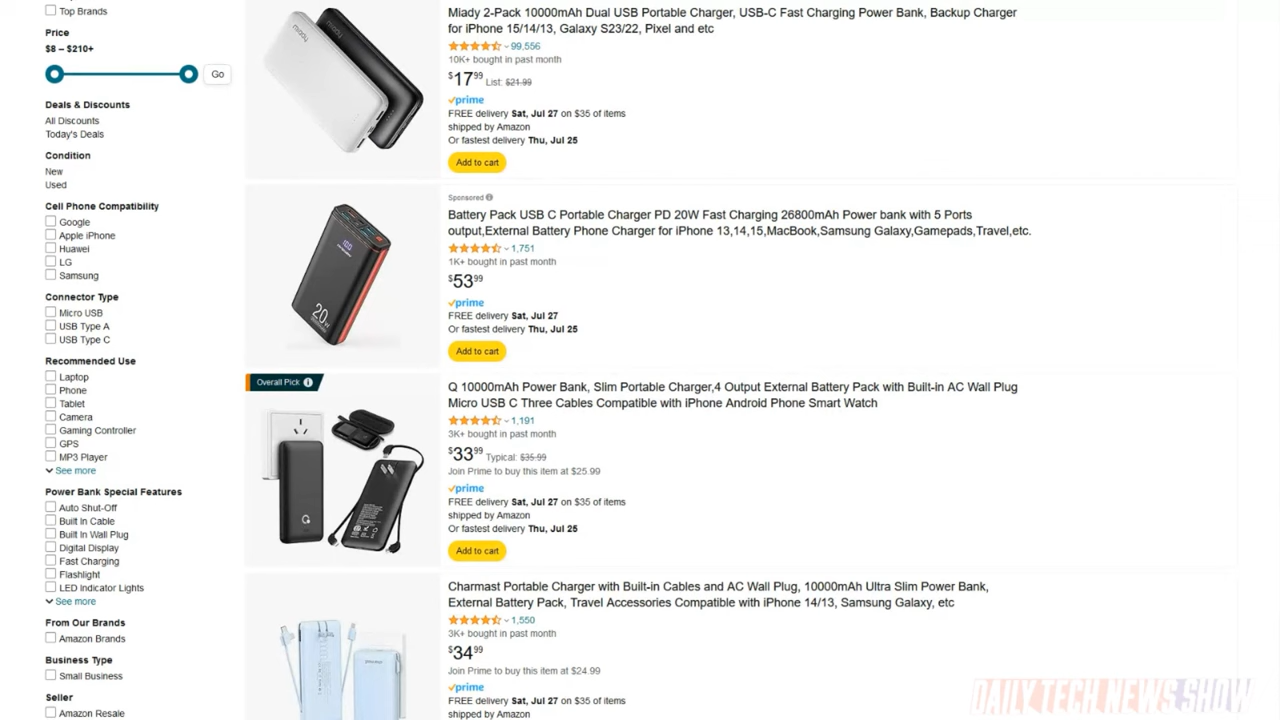 Top Brands
Price
$8 – $210+
Go
Deals & Discounts
All Discounts
Today's Deals
Condition
New
Used
Cell Phone Compatibility
Google
Apple iPhone
Huawei
LG
Samsung
Connector Type
Micro USB
USB Type A
USB Type C
Recommended Use
Laptop
Phone
Tablet
Camera
Gaming Controller
GPS
MP3 Player
See more
Power Bank Special Features
Auto Shut-Off
Built In Cable
Built In Wall Plug
Digital Display
Fast Charging
Flashlight
LED Indicator Lights
See more
From Our Brands
Amazon Brands
Business Type
Small Business
Seller
Amazon Resale
Miady 2-Pack 10000mAh Dual USB Portable Charger, USB-C Fast Charging Power Bank, Backup Charger
for iPhone 15/14/13, Galaxy S23/22, Pixel and etc
99,556
10K+ bought in past month
$17.99 List: $21.99
prime
FREE delivery Sat, Jul 27 on $35 of items
shipped by Amazon
Or fastest delivery Thu, Jul 25
Add to cart
Sponsored
Battery Pack USB C Portable Charger PD 20W Fast Charging 26800mAh Power bank with 5 Ports
output,External Battery Phone Charger for iPhone 13,14,15,MacBook,Samsung Galaxy,Gamepads,Travel,etc.
1,751
1K+ bought in past month
$53.99
prime
FREE delivery Sat, Jul 27
Or fastest delivery Thu, Jul 25
Add to cart
20W
Overall Pick
Q 10000mAh Power Bank, Slim Portable Charger,4 Output External Battery Pack with Built-in AC Wall Plug
Micro USB C Three Cables Compatible with iPhone Android Phone Smart Watch
1,191
3K+ bought in past month
$33.99 Typical: $35.99
Join Prime to buy this item at $25.99
prime
FREE delivery Sat, Jul 27 on $35 of items
shipped by Amazon
Or fastest delivery Thu, Jul 25
Add to cart
Charmast Portable Charger with Built-in Cables and AC Wall Plug, 10000mAh Ultra Slim Power Bank,
External Battery Pack, Travel Accessories Compatible with iPhone 14/13, Samsung Galaxy, etc
1,550
3K+ bought in past month
$34.99
Join Prime to buy this item at $24.99
prime
FREE delivery Sat, Jul 27 on $35 of items
shipped by Amazon
DAILY TECH NEWS SHOW